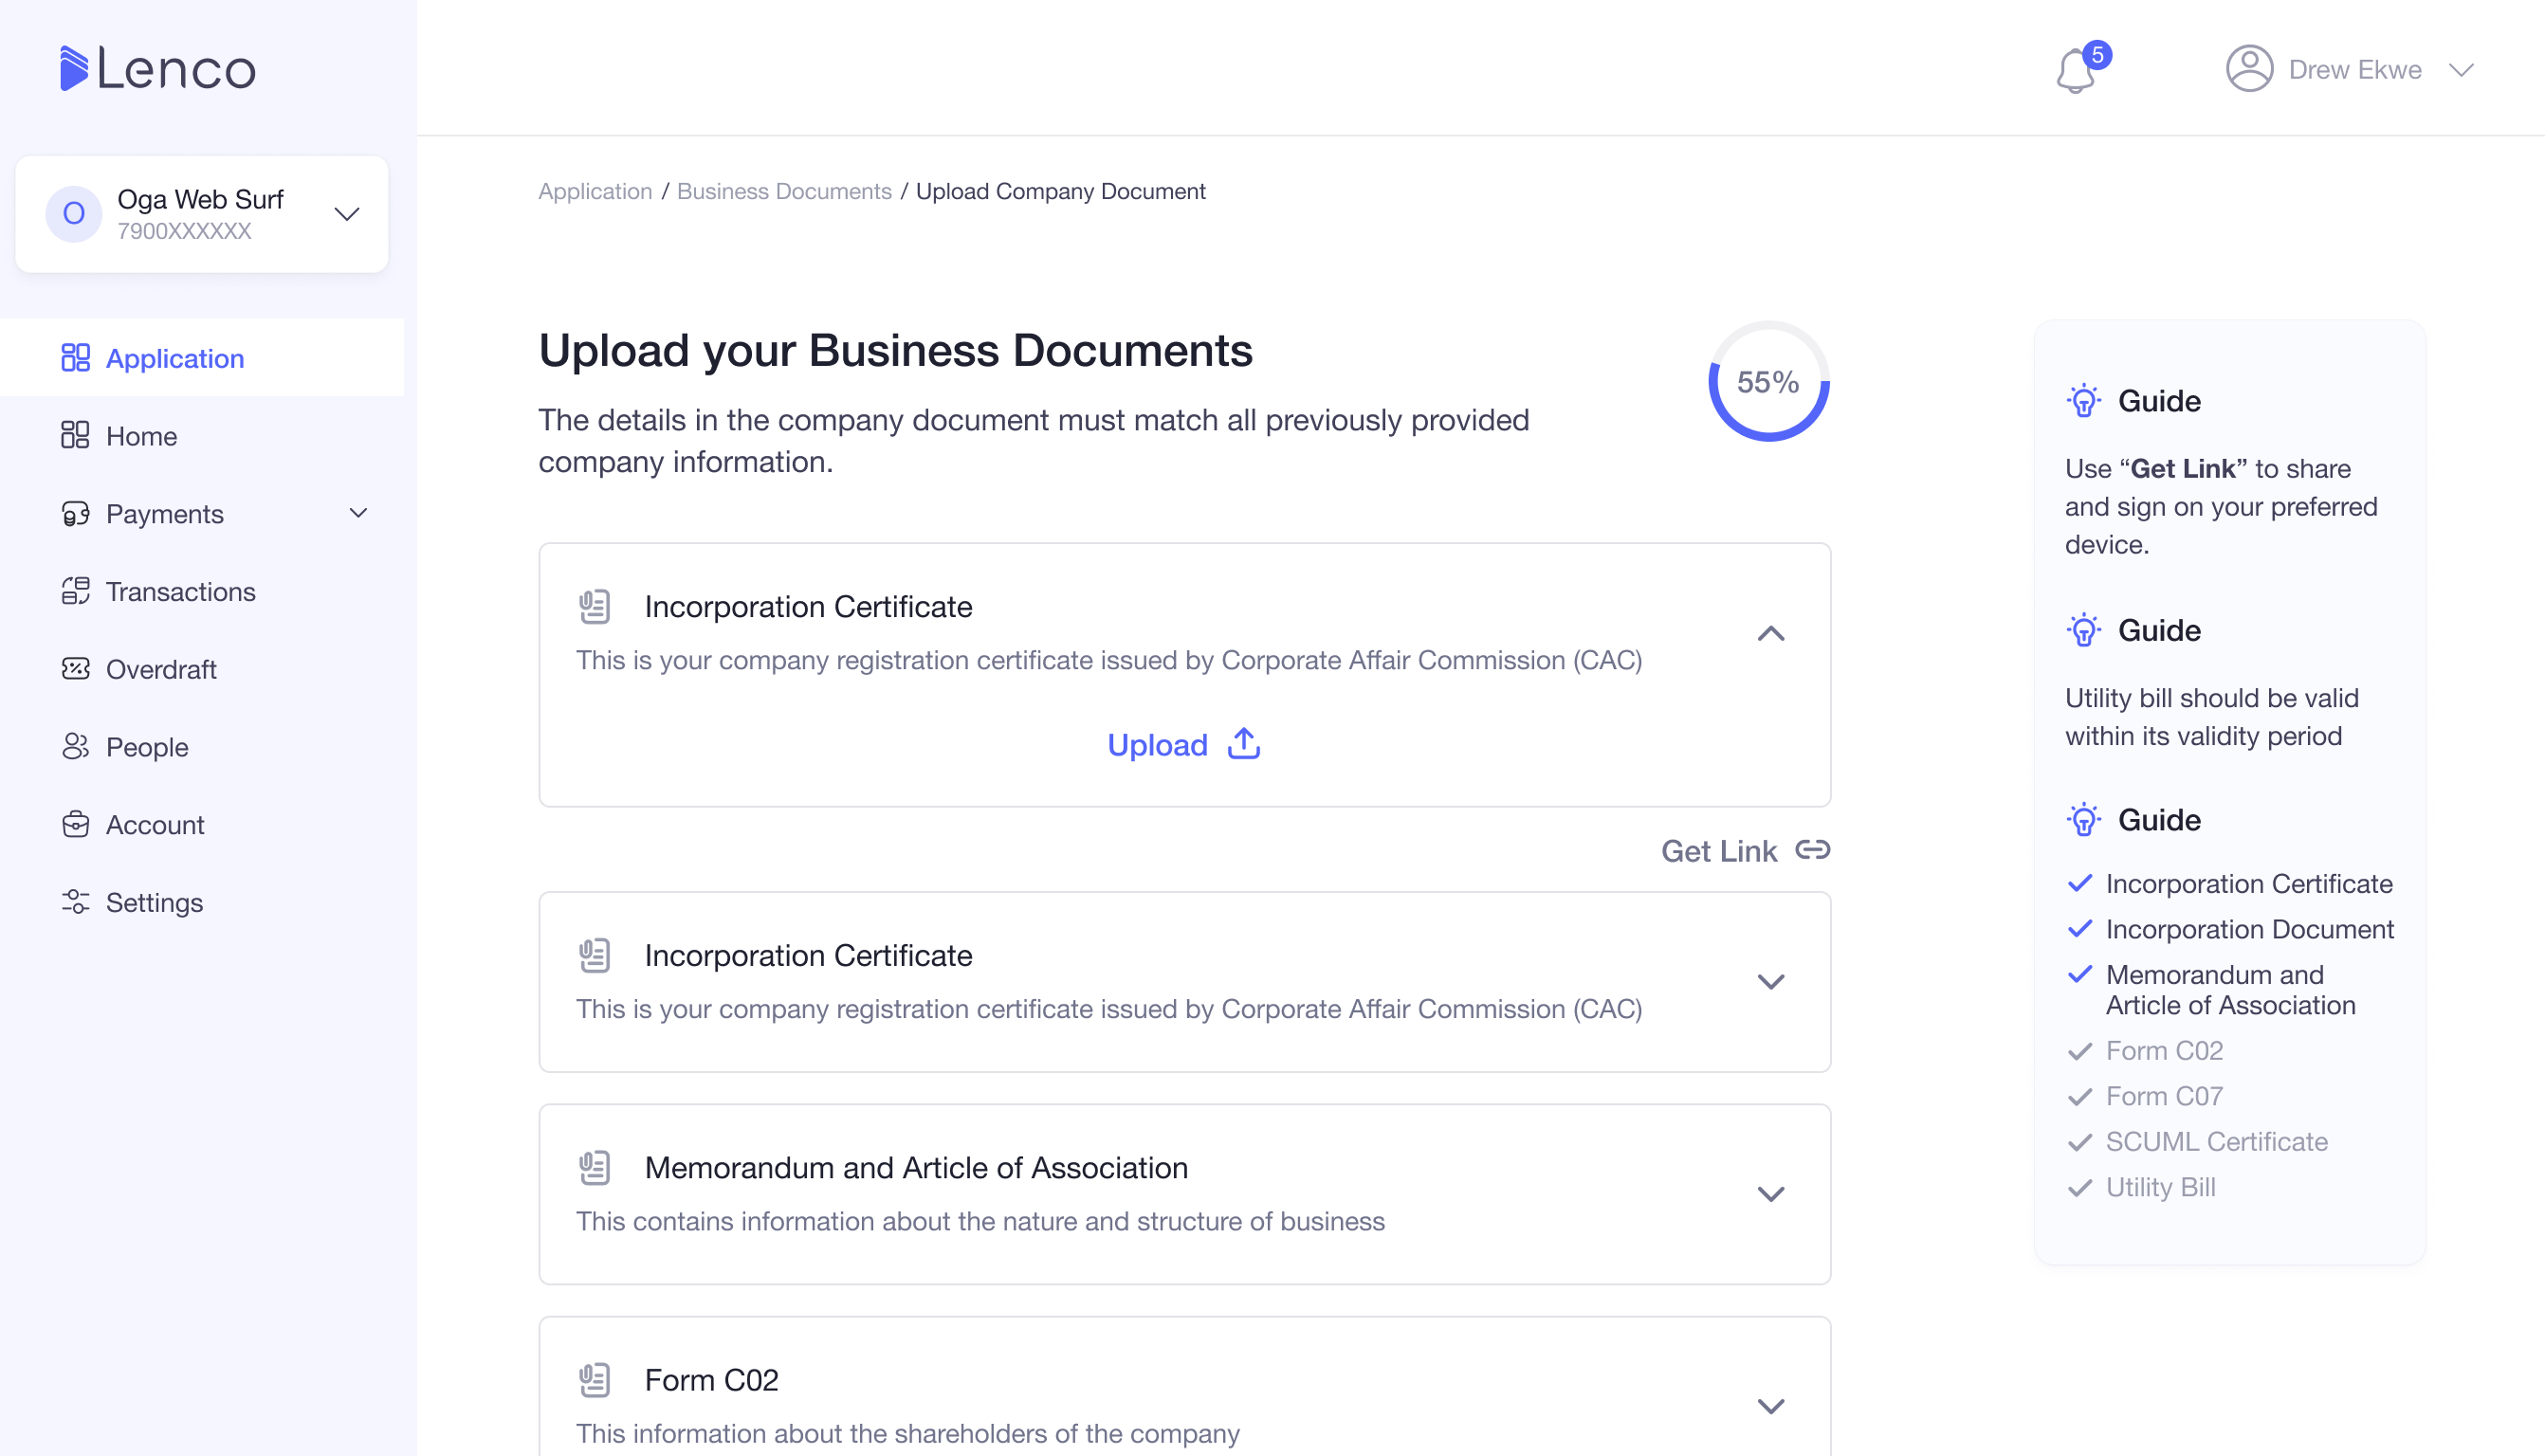 Lenco
5
Drew Ekwe
O
Oga Web Surf
7900XXXXXX
Application
Home
Payments
Transactions
Overdraft
People
Account
Settings
Application / Business Documents / Upload Company Document
Upload your Business Documents
The details in the company document must match all previously provided
company information.
55%
Incorporation Certificate
This is your company registration certificate issued by Corporate Affair Commission (CAC)
Upload
Get Link
Incorporation Certificate
This is your company registration certificate issued by Corporate Affair Commission (CAC)
Memorandum and Article of Association
This contains information about the nature and structure of business
Form C02
This information about the shareholders of the company
Guide
Use “Get Link” to share
and sign on your preferred
device.
Guide
Utility bill should be valid
within its validity period
Guide
Incorporation Certificate
Incorporation Document
Memorandum and
Article of Association
Form C02
Form C07
SCUML Certificate
Utility Bill